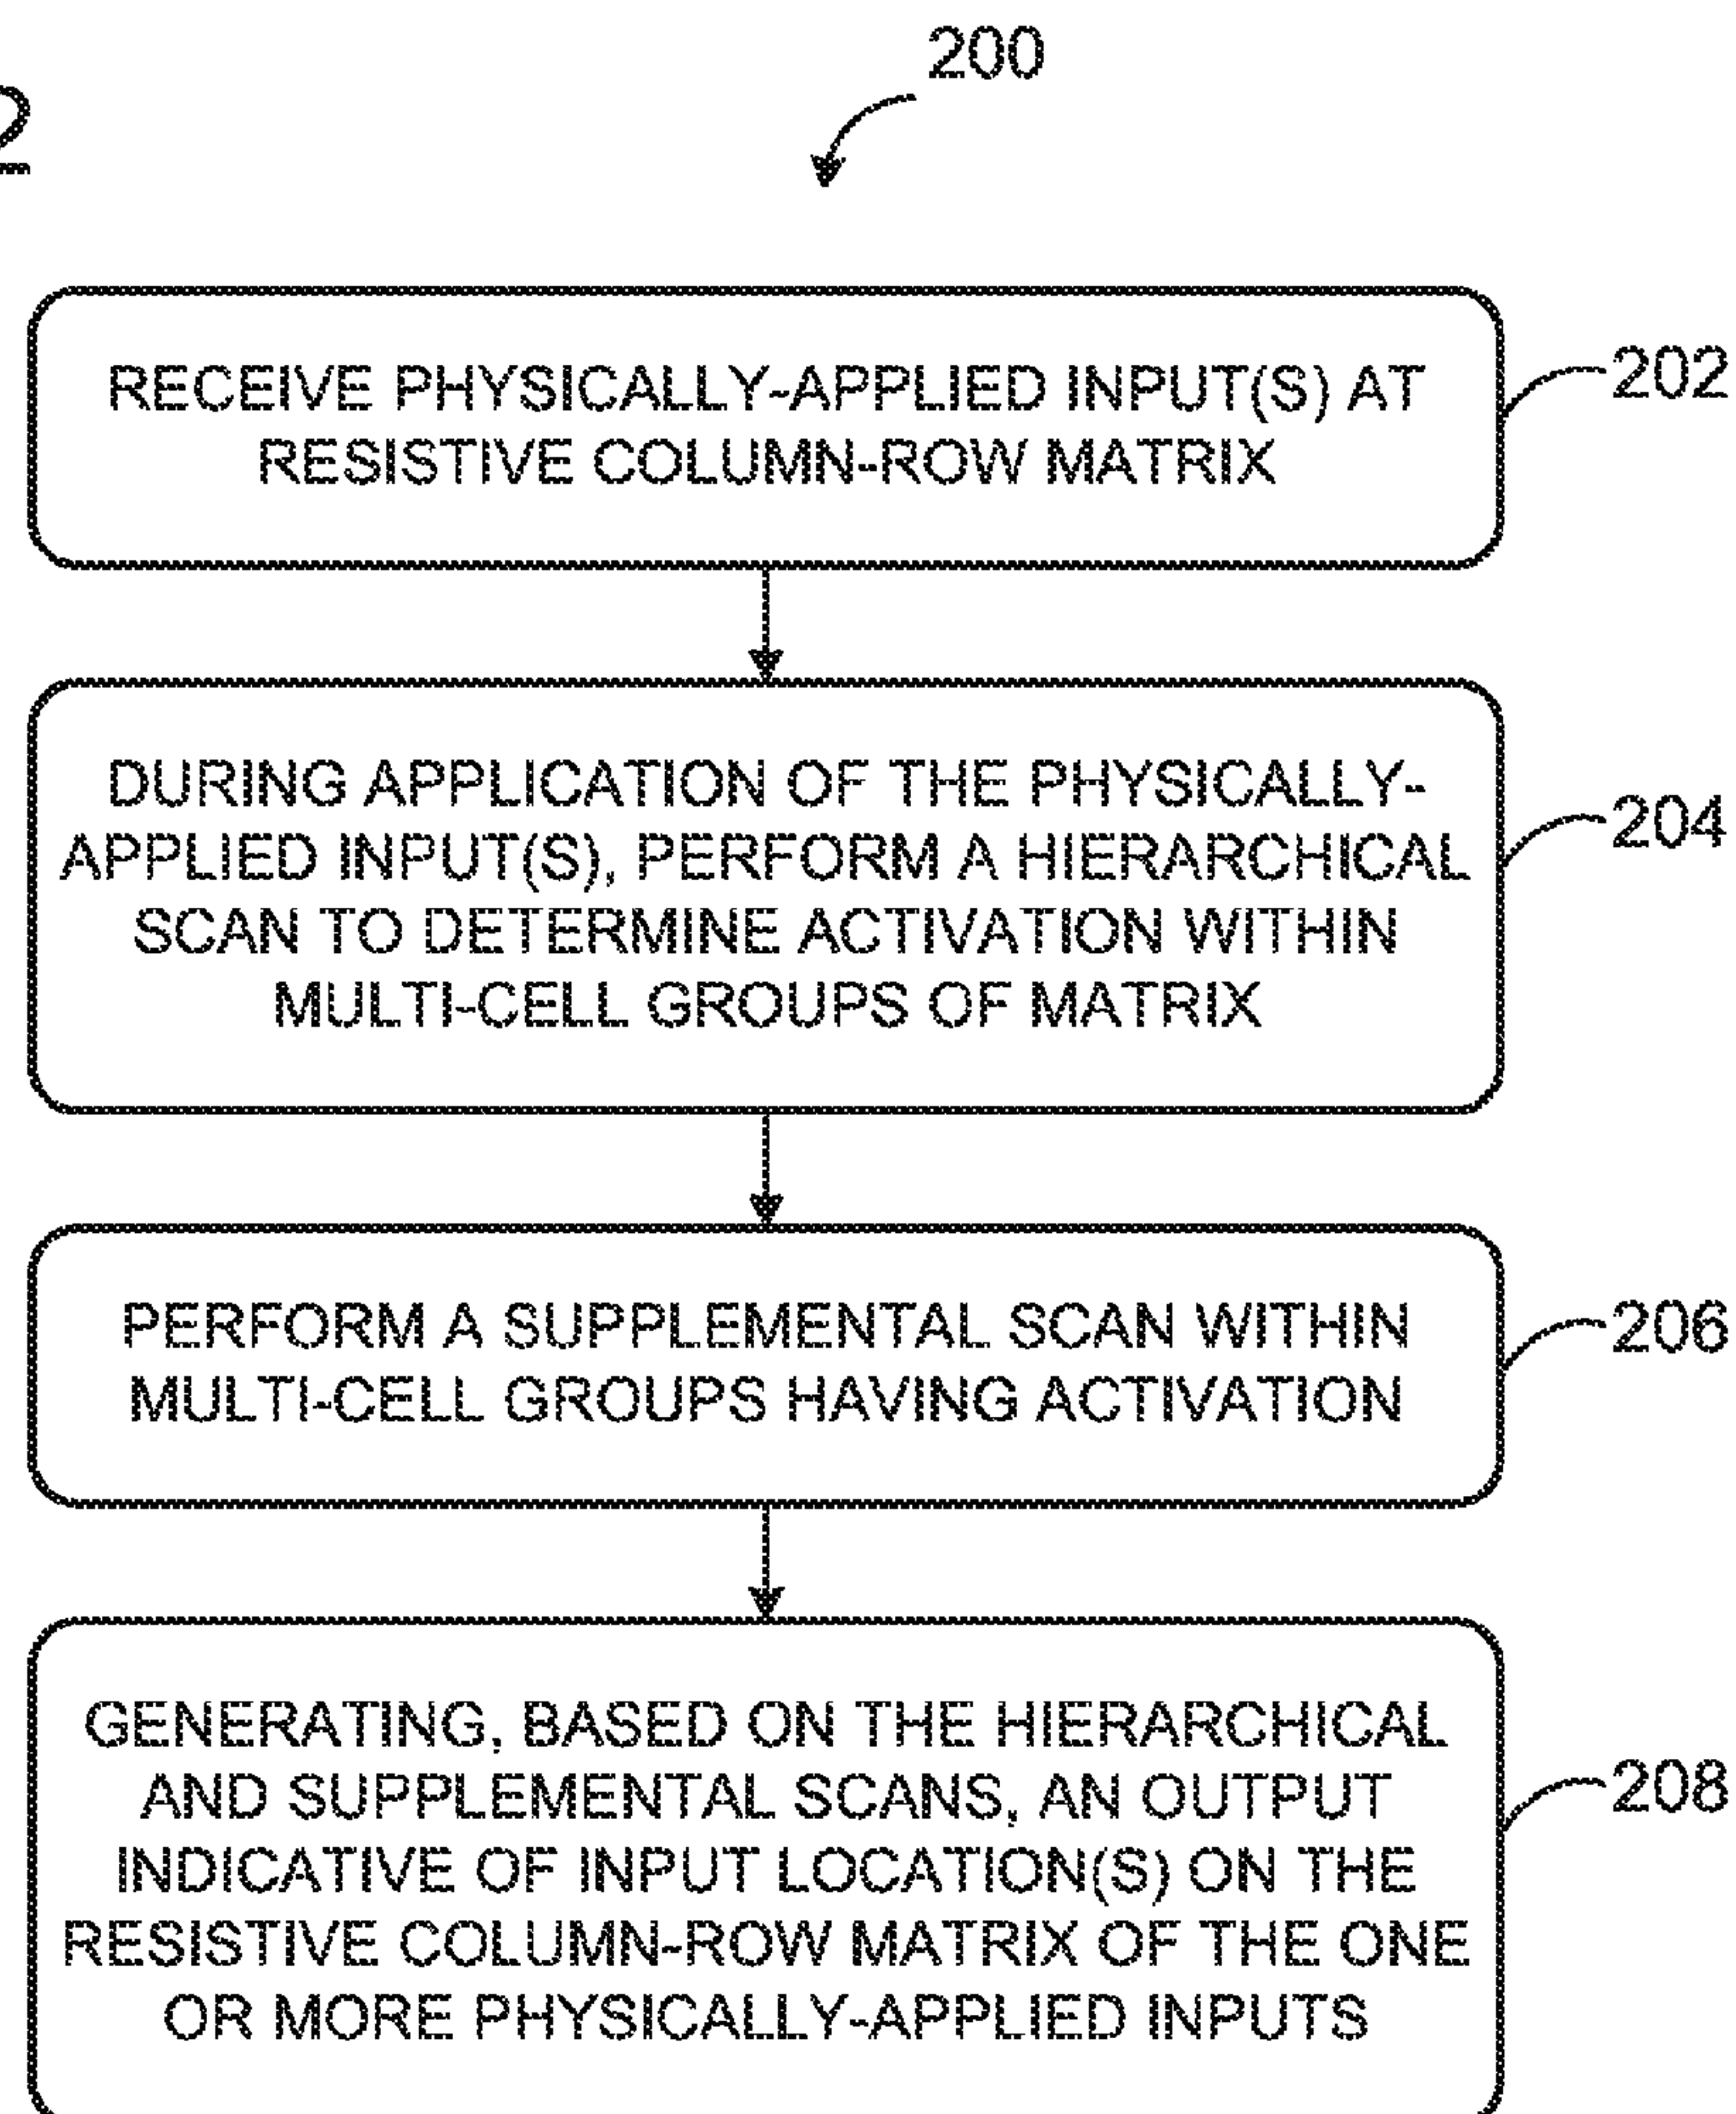 200
2
RECEIVE PHYSICALLY-APPLIED INPUT(S) AT
RESISTIVE COLUMN-ROW MATRIX
202
DURING APPLICATION OF THE PHYSICALLY-
APPLIED INPUT(S), PERFORM A HIERARCHICAL
SCAN TO DETERMINE ACTIVATION WITHIN
MULTI-CELL GROUPS OF MATRIX
204
PERFORM A SUPPLEMENTAL SCAN WITHIN
MULTI-CELL GROUPS HAVING ACTIVATION
206
GENERATING, BASED ON THE HIERARCHICAL
AND SUPPLEMENTAL SCANS, AN OUTPUT
INDICATIVE OF INPUT LOCATION(S) ON THE
RESISTIVE COLUMN-ROW MATRIX OF THE ONE
OR MORE PHYSICALLY-APPLIED INPUTS
208